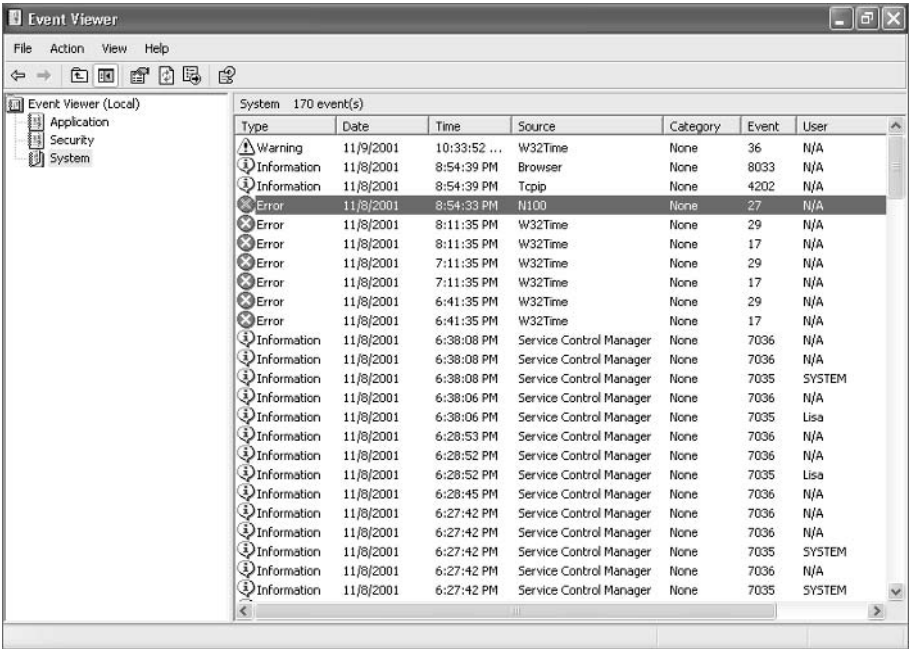 Event Viewer
File Action View Help
Event Viewer (Local)
Application
Security
System
System 170 event(s)
Type Date Time Source Category Event User
Warning 11/9/2001 10:33:52 ... W32Time None 36 N/A
Information 11/8/2001 8:54:39 PM Browser None 8033 N/A
Information 11/8/2001 8:54:39 PM Tcpip None 4202 N/A
Error 11/8/2001 8:54:33 PM N100 None 27 N/A
Error 11/8/2001 8:11:35 PM W32Time None 29 N/A
Error 11/8/2001 8:11:35 PM W32Time None 17 N/A
Error 11/8/2001 7:11:35 PM W32Time None 29 N/A
Error 11/8/2001 7:11:35 PM W32Time None 17 N/A
Error 11/8/2001 6:41:35 PM W32Time None 29 N/A
Error 11/8/2001 6:41:35 PM W32Time None 17 N/A
Information 11/8/2001 6:38:08 PM Service Control Manager None 7036 N/A
Information 11/8/2001 6:38:08 PM Service Control Manager None 7036 N/A
Information 11/8/2001 6:38:08 PM Service Control Manager None 7035 SYSTEM
Information 11/8/2001 6:38:06 PM Service Control Manager None 7036 N/A
Information 11/8/2001 6:38:06 PM Service Control Manager None 7035 Lisa
Information 11/8/2001 6:28:53 PM Service Control Manager None 7036 N/A
Information 11/8/2001 6:28:52 PM Service Control Manager None 7036 N/A
Information 11/8/2001 6:28:52 PM Service Control Manager None 7035 Lisa
Information 11/8/2001 6:28:45 PM Service Control Manager None 7036 N/A
Information 11/8/2001 6:27:42 PM Service Control Manager None 7036 N/A
Information 11/8/2001 6:27:42 PM Service Control Manager None 7036 N/A
Information 11/8/2001 6:27:42 PM Service Control Manager None 7035 SYSTEM
Information 11/8/2001 6:27:42 PM Service Control Manager None 7036 N/A
Information 11/8/2001 6:27:42 PM Service Control Manager None 7035 SYSTEM